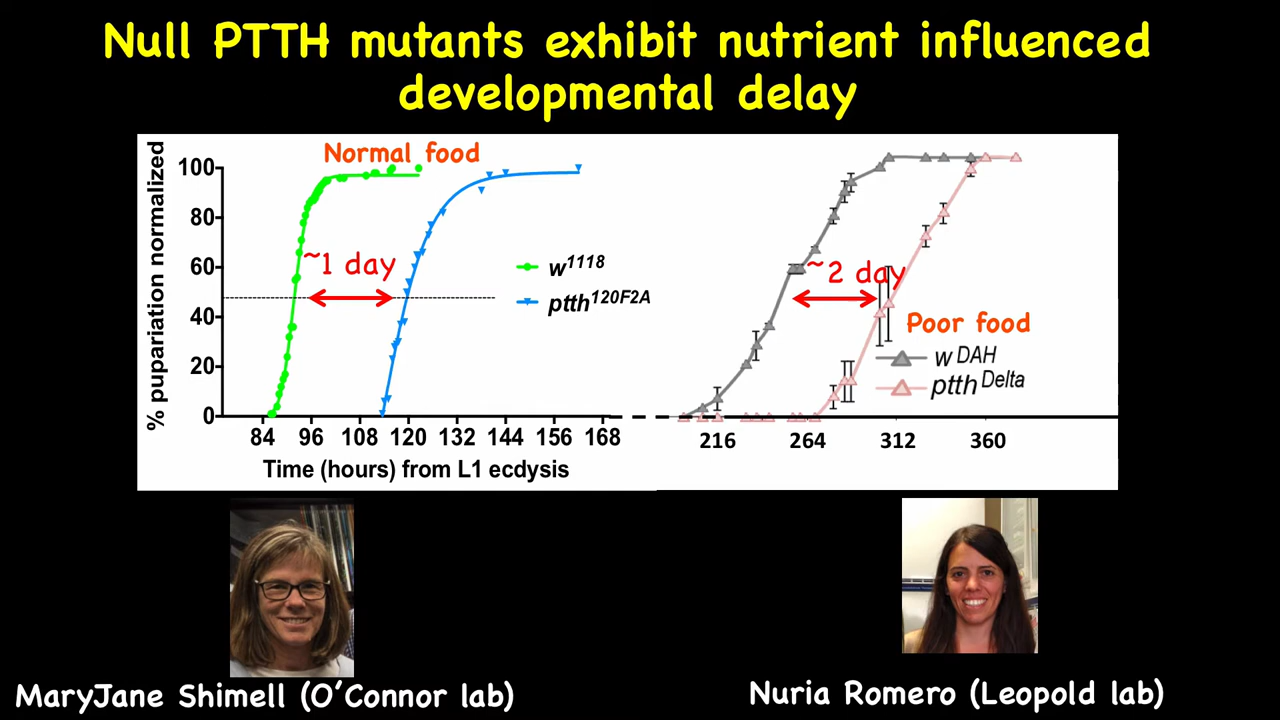 Null PTTH mutants exhibit nutrient influenced
developmental delay
% pupariation normalized
100
80
60
40
20
0
Normal food
~1 day
w1118
ptth120F2A
84 96 108 120 132 144 156 168
Time (hours) from L1 ecdysis
~2 day
Poor food
w DAH
ptth Delta
216 264 312 360
MaryJane Shimell (O'Connor lab)
Nuria Romero (Leopold lab)